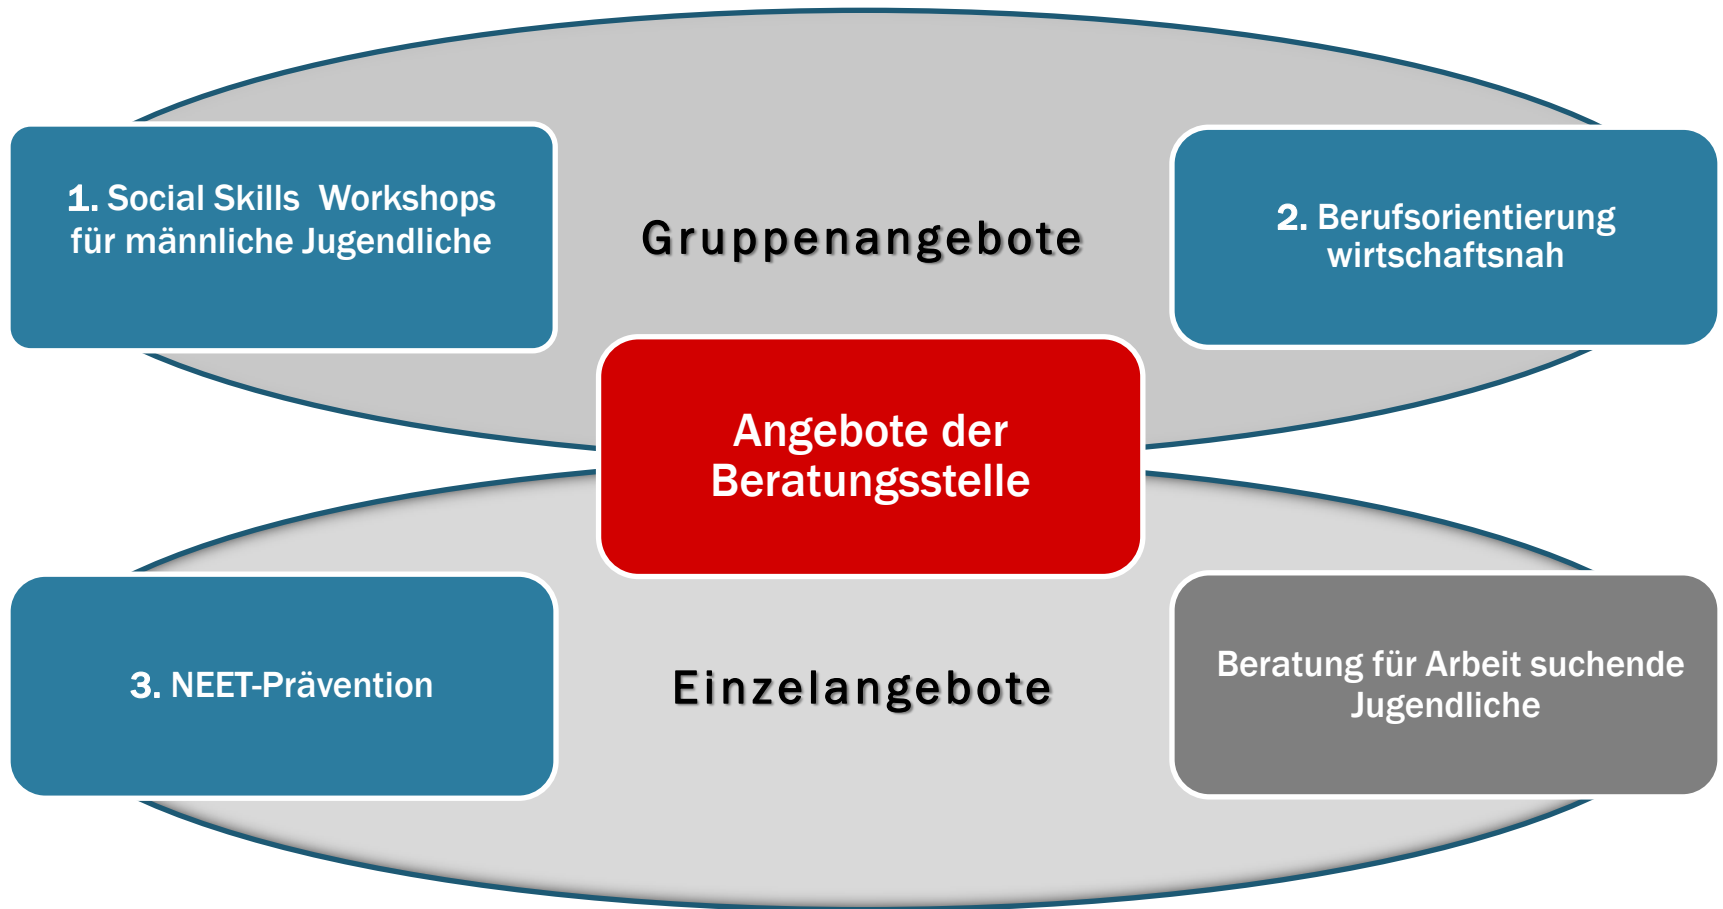 1. Social Skills  Workshops
für männliche Jugendliche
Gruppenangebote
2. Berufsorientierung
wirtschaftsnah
Angebote der
Beratungsstelle
3. NEET-Prävention
Einzelangebote
Beratung für Arbeit suchende
Jugendliche